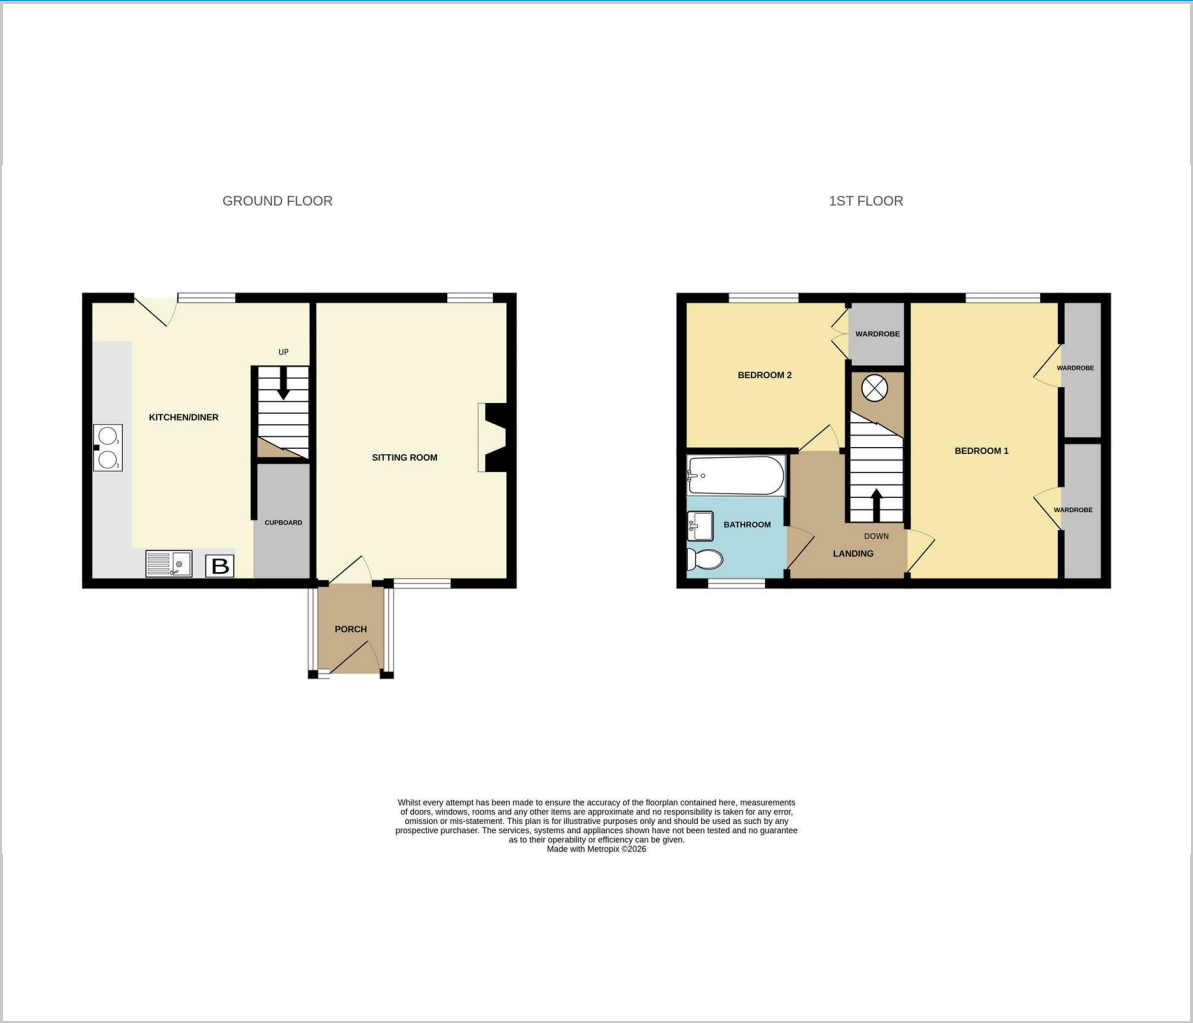 GROUND FLOOR
1ST FLOOR
UP
KITCHEN/DINER
SITTING ROOM
CUPBOARD
B
PORCH
WARDROBE
BEDROOM 2
WARDROBE
BEDROOM 1
WARDROBE
BATHROOM
DOWN
LANDING
Whilst every attempt has been made to ensure the accuracy of the floorplan contained here, measurements
of doors, windows, rooms and any other items are approximate and no responsibility is taken for any error,
omission or mis-statement. This plan is for illustrative purposes only and should be used as such by any
prospective purchaser. The services, systems and appliances shown have not been tested and no guarantee
as to their operability or efficiency can be given.
Made with Metropix ©2026